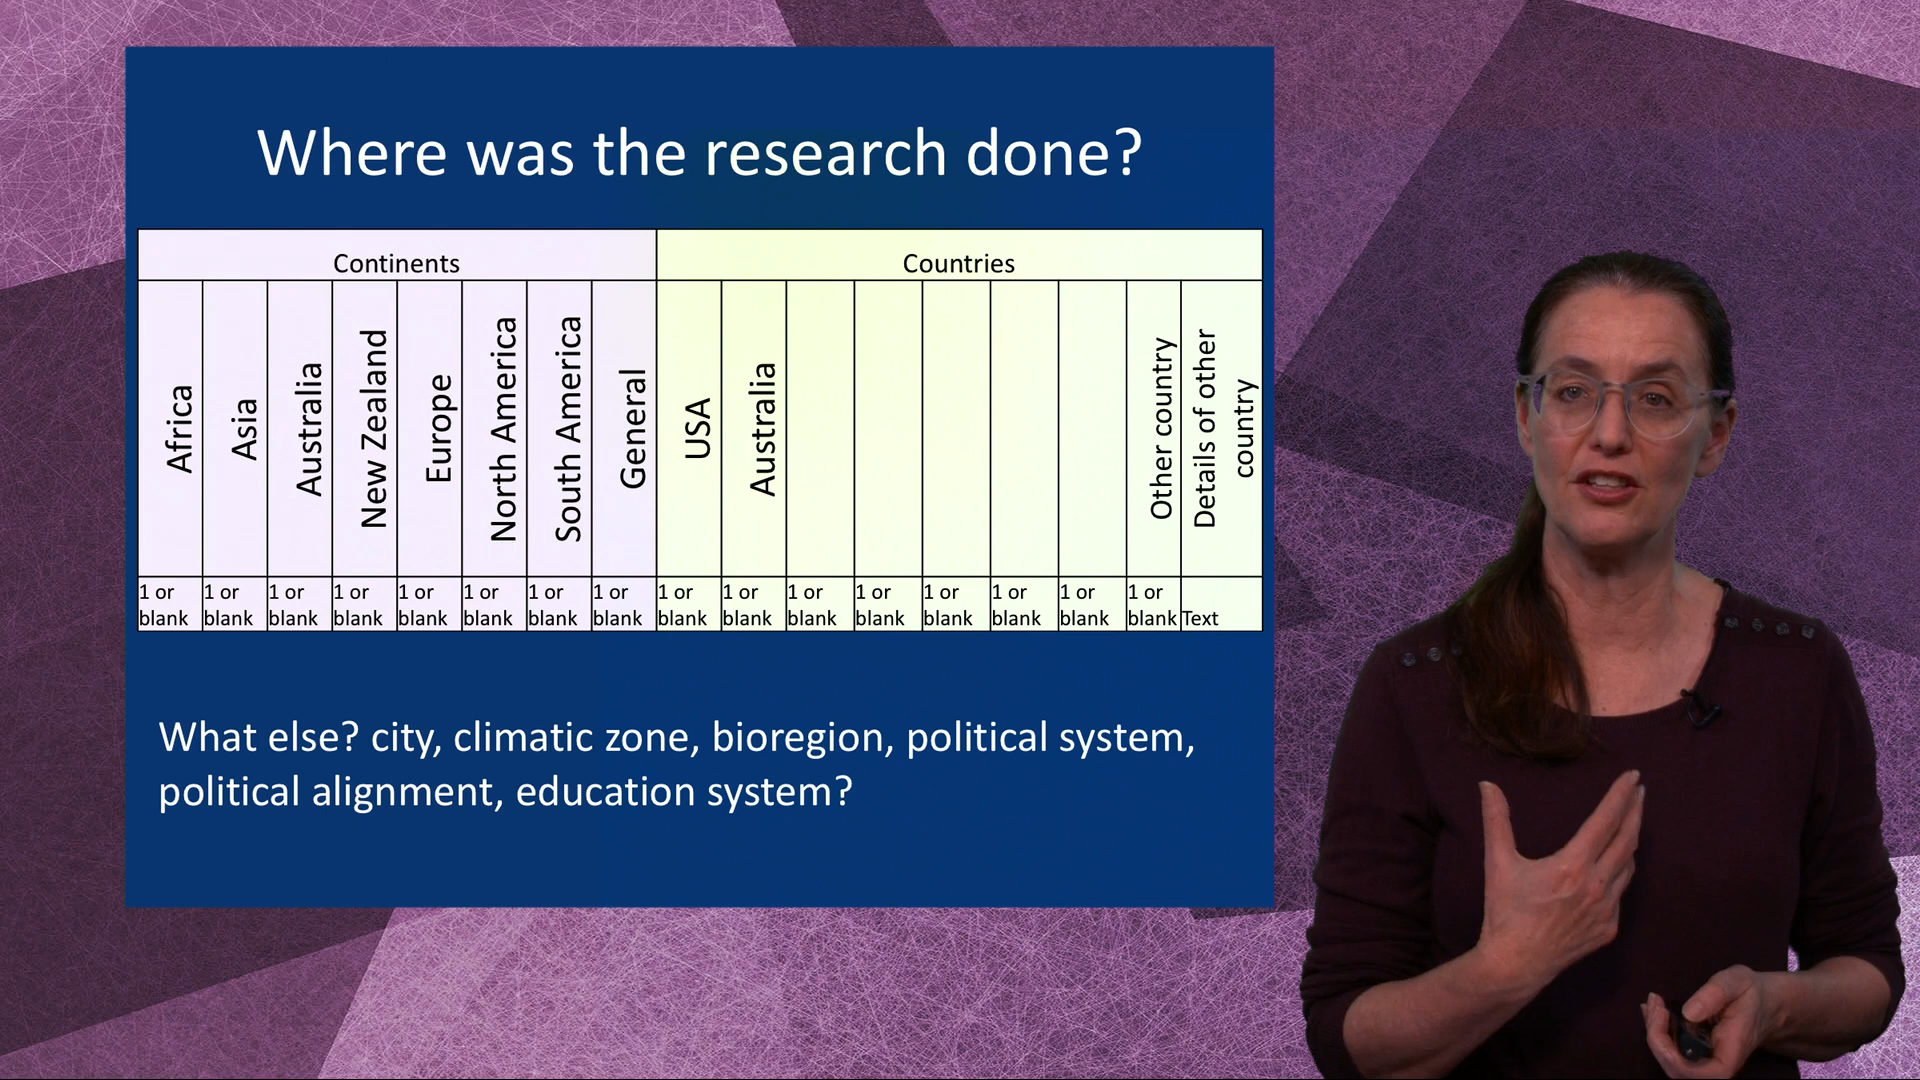 Where was the research done?
Continents
Countries
Africa
Asia
Australia
New Zealand
Europe
North America
South America
General
USA
Australia
Other country
Details of other
country
1 or
blank
1 or
blank
1 or
blank
1 or
blank
1 or
blank
1 or
blank
1 or
blank
1 or
blank
1 or
blank
1 or
blank
1 or
blank
1 or
blank
1 or
blank
1 or
blank
1 or
blank
1 or
blank
Text
What else? city, climatic zone, bioregion, political system,
political alignment, education system?